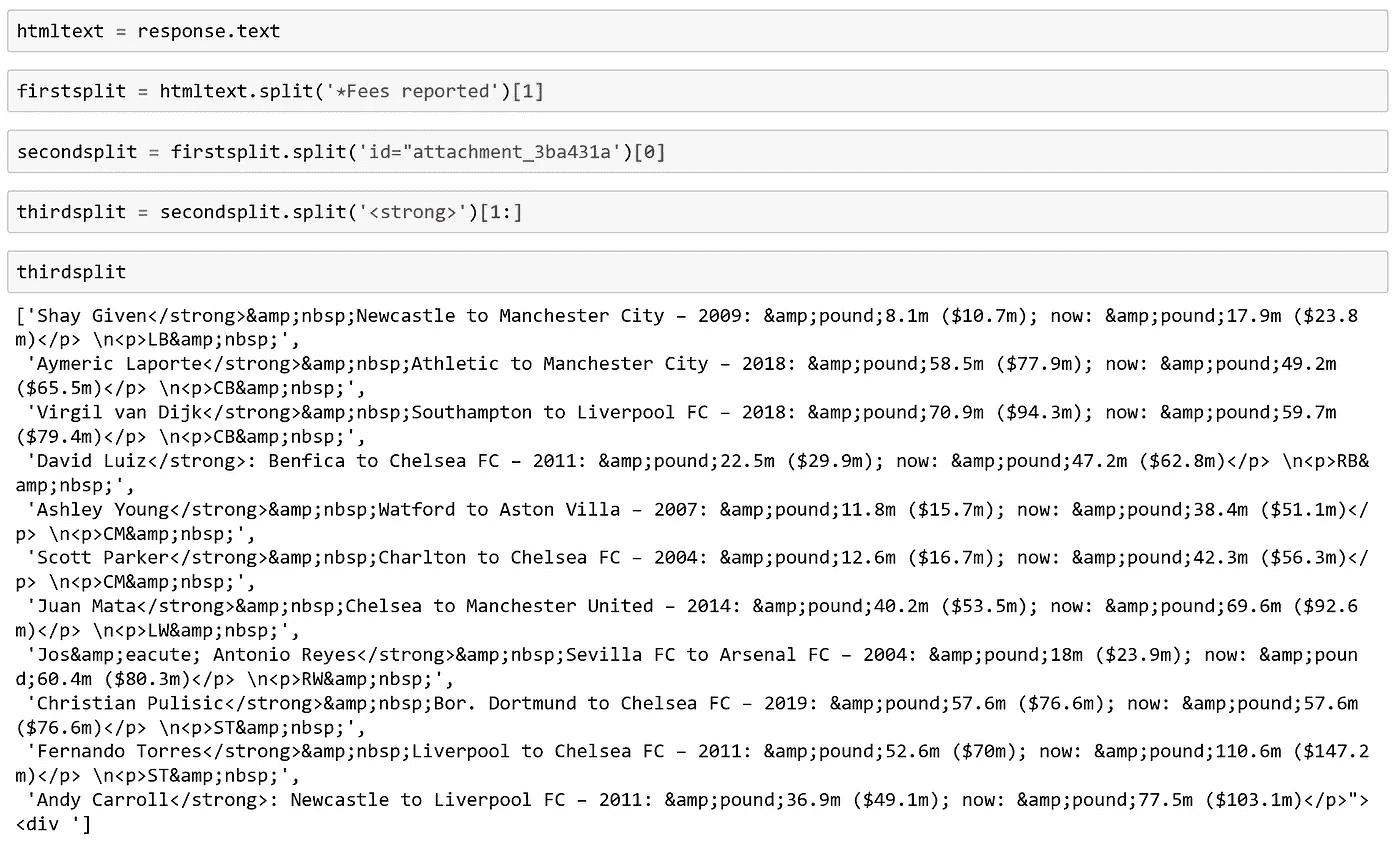 htmltext = response.text
firstsplit = htmltext.split('*Fees reported')[1]
secondsplit = firstsplit.split('id="attachment_3ba431a')[0]
thirdsplit = secondsplit.split('<strong>')[1:]
thirdsplit
['Shay Given</strong>&amp;nbsp;Newcastle to Manchester City – 2009: &amp;pound;8.1m ($10.7m); now: &amp;pound;17.9m ($23.8
m)</p> \n<p>LB&amp;nbsp;',
'Aymeric Laporte</strong>&amp;nbsp;Athletic to Manchester City – 2018: &amp;pound;58.5m ($77.9m); now: &amp;pound;49.2m
($65.5m)</p> \n<p>CB&amp;nbsp;',
'Virgil van Dijk</strong>&amp;nbsp;Southampton to Liverpool FC – 2018: &amp;pound;70.9m ($94.3m); now: &amp;pound;59.7m
($79.4m)</p> \n<p>CB&amp;nbsp;',
'David Luiz</strong>: Benfica to Chelsea FC – 2011: &amp;pound;22.5m ($29.9m); now: &amp;pound;47.2m ($62.8m)</p> \n<p>RB&
amp;nbsp;',
'Ashley Young</strong>&amp;nbsp;Watford to Aston Villa – 2007: &amp;pound;11.8m ($15.7m); now: &amp;pound;38.4m ($51.1m)</
p> \n<p>CM&amp;nbsp;',
'Scott Parker</strong>&amp;nbsp;Charlton to Chelsea FC – 2004: &amp;pound;12.6m ($16.7m); now: &amp;pound;42.3m ($56.3m)</
p> \n<p>CM&amp;nbsp;',
'Juan Mata</strong>&amp;nbsp;Chelsea to Manchester United – 2014: &amp;pound;40.2m ($53.5m); now: &amp;pound;69.6m ($92.6
m)</p> \n<p>LW&amp;nbsp;',
'Jos&amp;eacute; Antonio Reyes</strong>&amp;nbsp;Sevilla FC to Arsenal FC – 2004: &amp;pound;18m ($23.9m); now: &amp;poun
d;60.4m ($80.3m)</p> \n<p>RW&amp;nbsp;',
'Christian Pulisic</strong>&amp;nbsp;Bor. Dortmund to Chelsea FC – 2019: &amp;pound;57.6m ($76.6m); now: &amp;pound;57.6m
($76.6m)</p> \n<p>ST&amp;nbsp;',
'Fernando Torres</strong>&amp;nbsp;Liverpool to Chelsea FC – 2011: &amp;pound;52.6m ($70m); now: &amp;pound;110.6m ($147.2
m)</p> \n<p>ST&amp;nbsp;',
'Andy Carroll</strong>: Newcastle to Liverpool FC – 2011: &amp;pound;36.9m ($49.1m); now: &amp;pound;77.5m ($103.1m)</p>">
<div ']